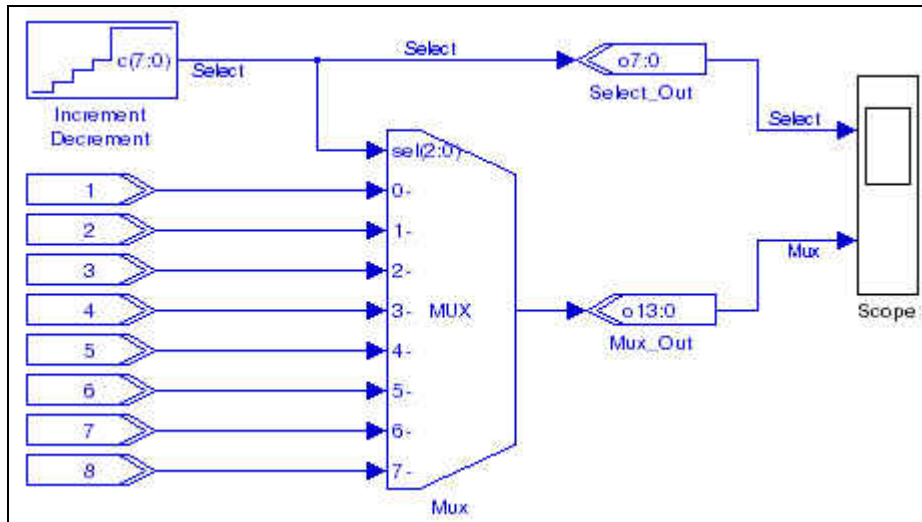 c(7:0)
Select
Increment
Decrement
Select
o7:0
Select_Out
Select
sel(2:0)
1
0-
2
1-
3
2-
4
3-
MUX
5
4-
6
5-
7
6-
8
7-
Mux
o13:0
Mux_Out
Mux
Scope